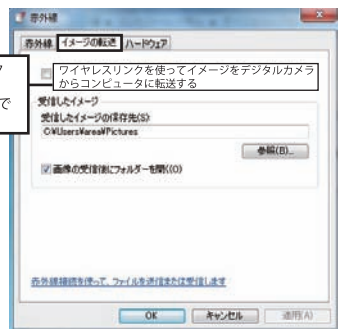 赤外線
赤外線 イメージの転送 ハードウェア
ワイヤレスリンクを使ってイメージをデジタルカメラ
からコンピュータに転送する
で
受信したイメージ
受信したイメージの保存先(S)
C:¥Users¥area¥Pictures
参照(B)...
画像の受信後にフォルダーを開く(O)
赤外線接続を使って、ファイルを送信または受信します
OK キャンセル 適用(A)